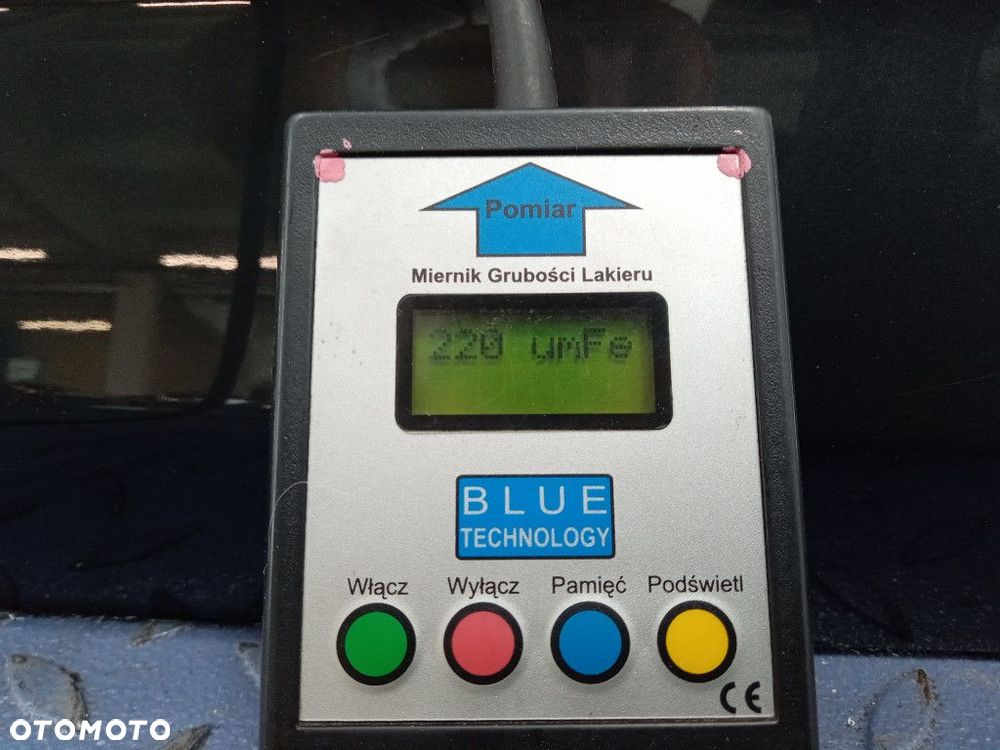 Pomiar
Miernik Grubości Lakieru
220 umFe
BLUE
TECHNOLOGY
Włącz Wyłącz Pamięć Podświetl
CE
OTOMOTO